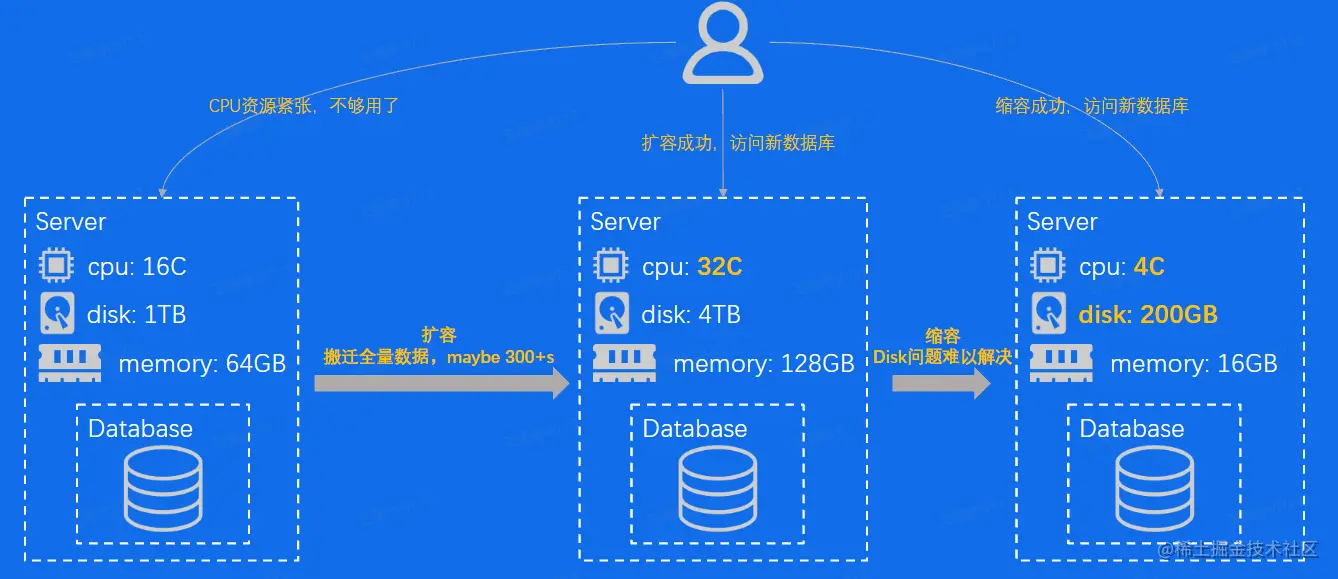 CPU资源紧张，不够用了
扩容成功，访问新数据库
缩容成功，访问新数据库
Server
cpu: 16C
disk: 1TB
memory: 64GB
Database
扩容
搬迁全量数据，maybe 300+s
Server
cpu: 32C
disk: 4TB
memory: 128GB
Database
缩容
Disk问题难以解决
Server
cpu: 4C
disk: 200GB
memory: 16GB
Database
@稀土掘金技术社区